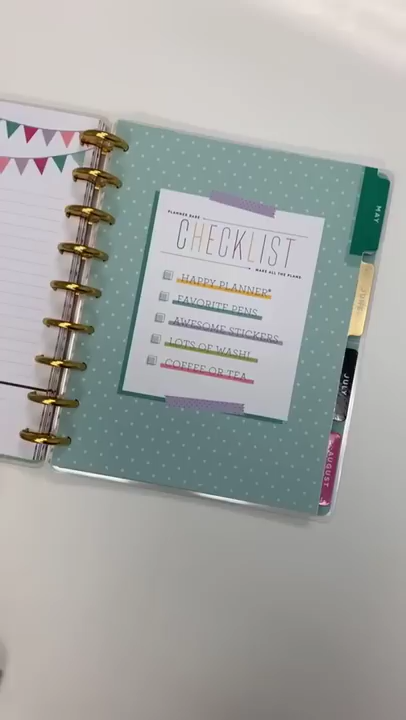 PLANNER BABE
CHECKLIST
MAKE ALL THE PLANS
HAPPY PLANNER®
FAVORITE PENS
AWESOME STICKERS
LOTS OF WASHI
COFFEE OR TEA
MAY
JUNE
JULY
AUGUST